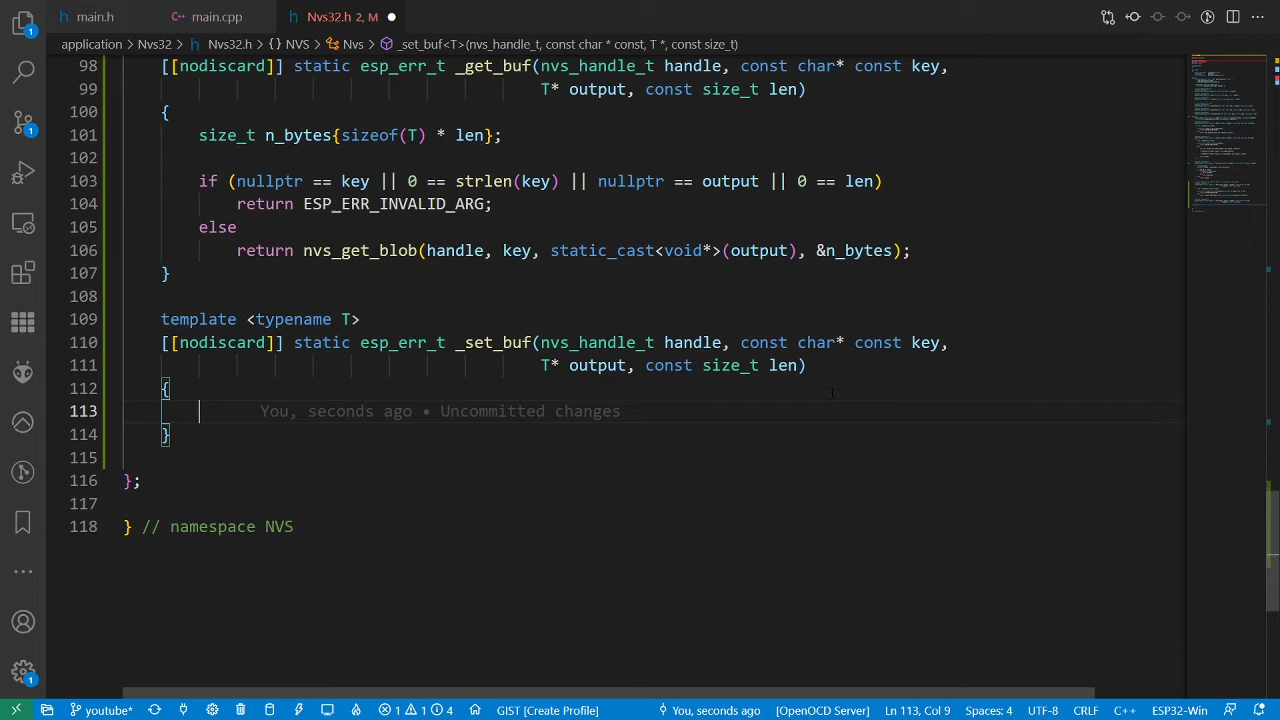 main.h
main.cpp
Nvs32.h 2, M
application > Nvs32 > Nvs32.h > {} NVS > Nvs > _set_buf<T>(nvs_handle_t, const char * const, T *, const size_t)
98 [[nodiscard]] static esp_err_t _get_buf(nvs_handle_t handle, const char* const key,
99 T* output, const size_t len)
100 {
101 size_t n_bytes{sizeof(T) * len};
102
103 if (nullptr == key || 0 == strlen(key) || nullptr == output || 0 == len)
104 return ESP_ERR_INVALID_ARG;
105 else
106 return nvs_get_blob(handle, key, static_cast<void*>(output), &n_bytes);
107 }
108
109 template <typename T>
110 [[nodiscard]] static esp_err_t _set_buf(nvs_handle_t handle, const char* const key,
111 T* output, const size_t len)
112 {
113 You, seconds ago • Uncommitted changes
114 }
115
116 };
117
118 } // namespace NVS
1
1
1
youtube* 1 1 4 GIST [Create Profile] You, seconds ago [OpenOCD Server] Ln 113, Col 9 Spaces: 4 UTF-8 CRLF C++ ESP32-Win